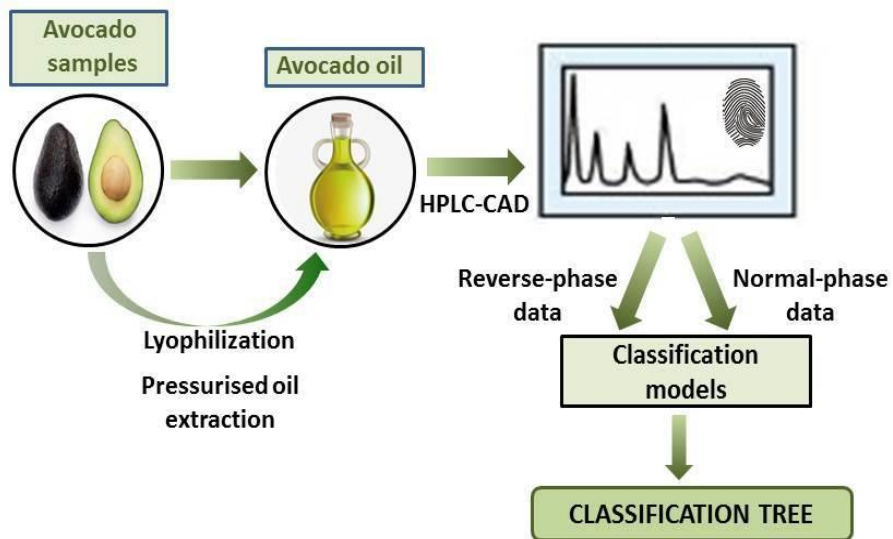 Avocado
samples
Avocado oil
HPLC-CAD
Lyophilization
Pressurised oil
extraction
Reverse-phase
data
Normal-phase
data
Classification
models
CLASSIFICATION TREE